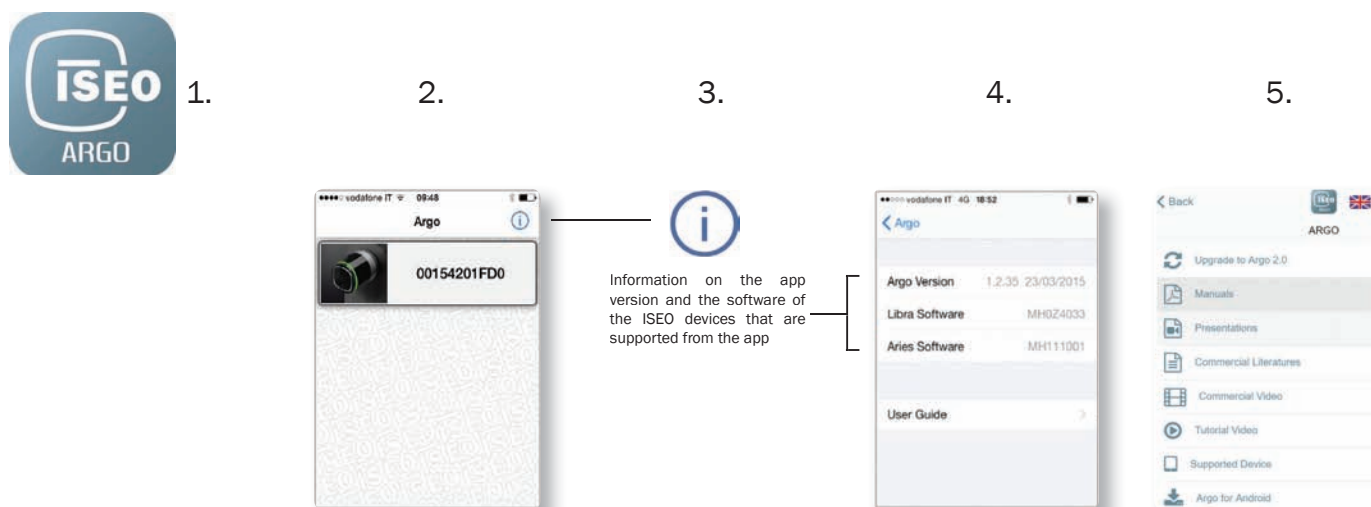 ISEO
ARGO
1.
2.
3.
4.
5.
vodafone IT 09:48
Argo
00154201FD0
Information on the app
version and the software of
the ISEO devices that are
supported from the app
vodafone IT 4G 18:52
Argo
Argo Version 1.2.35 23/03/2015
Libra Software MH0Z4033
Aries Software MH111001
User Guide
Back
ISEO
ARGO
Upgrade to Argo 2.0
Manuals
Presentations
Commercial Literatures
Commercial Video
Tutorial Video
Supported Device
Argo for Android